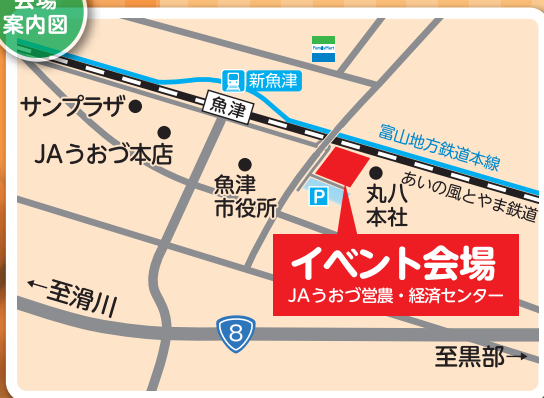 会場
案内図
FamilyMart
新魚津
サンプラザ
魚津
JAうおづ本店
富山地方鉄道本線
魚津
市役所
あいの風とやま鉄道
丸八
本社
P
イベント会場
JAうおづ営農・経済センター
←至滑川
8
至黒部→